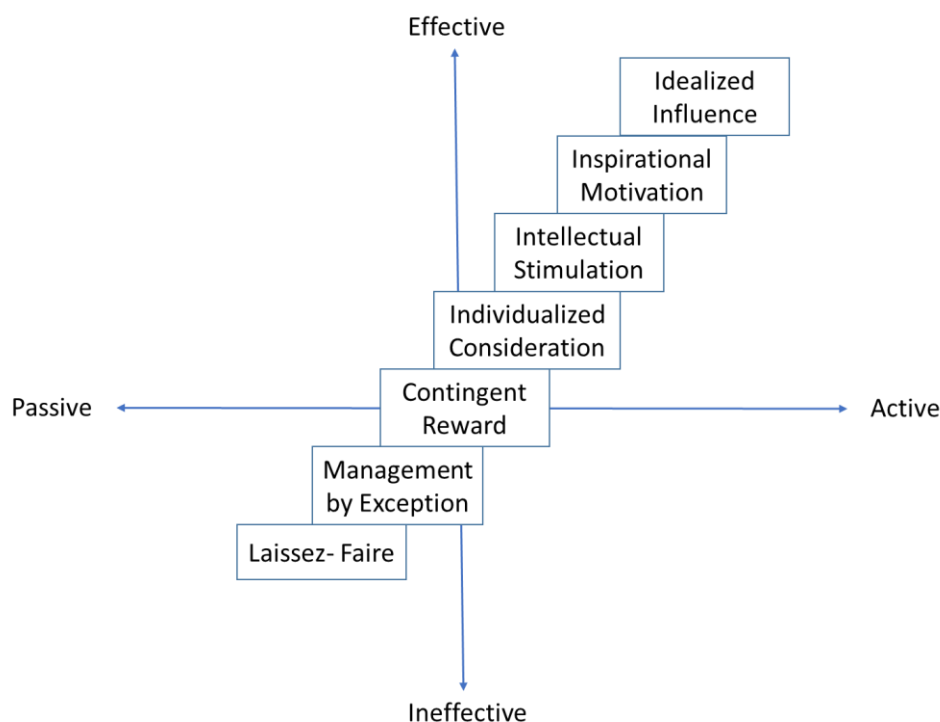 Effective
Idealized
Influence
Inspirational
Motivation
Intellectual
Stimulation
Individualized
Consideration
Contingent
Reward
Passive
Active
Management
by Exception
Laissez- Faire
Ineffective